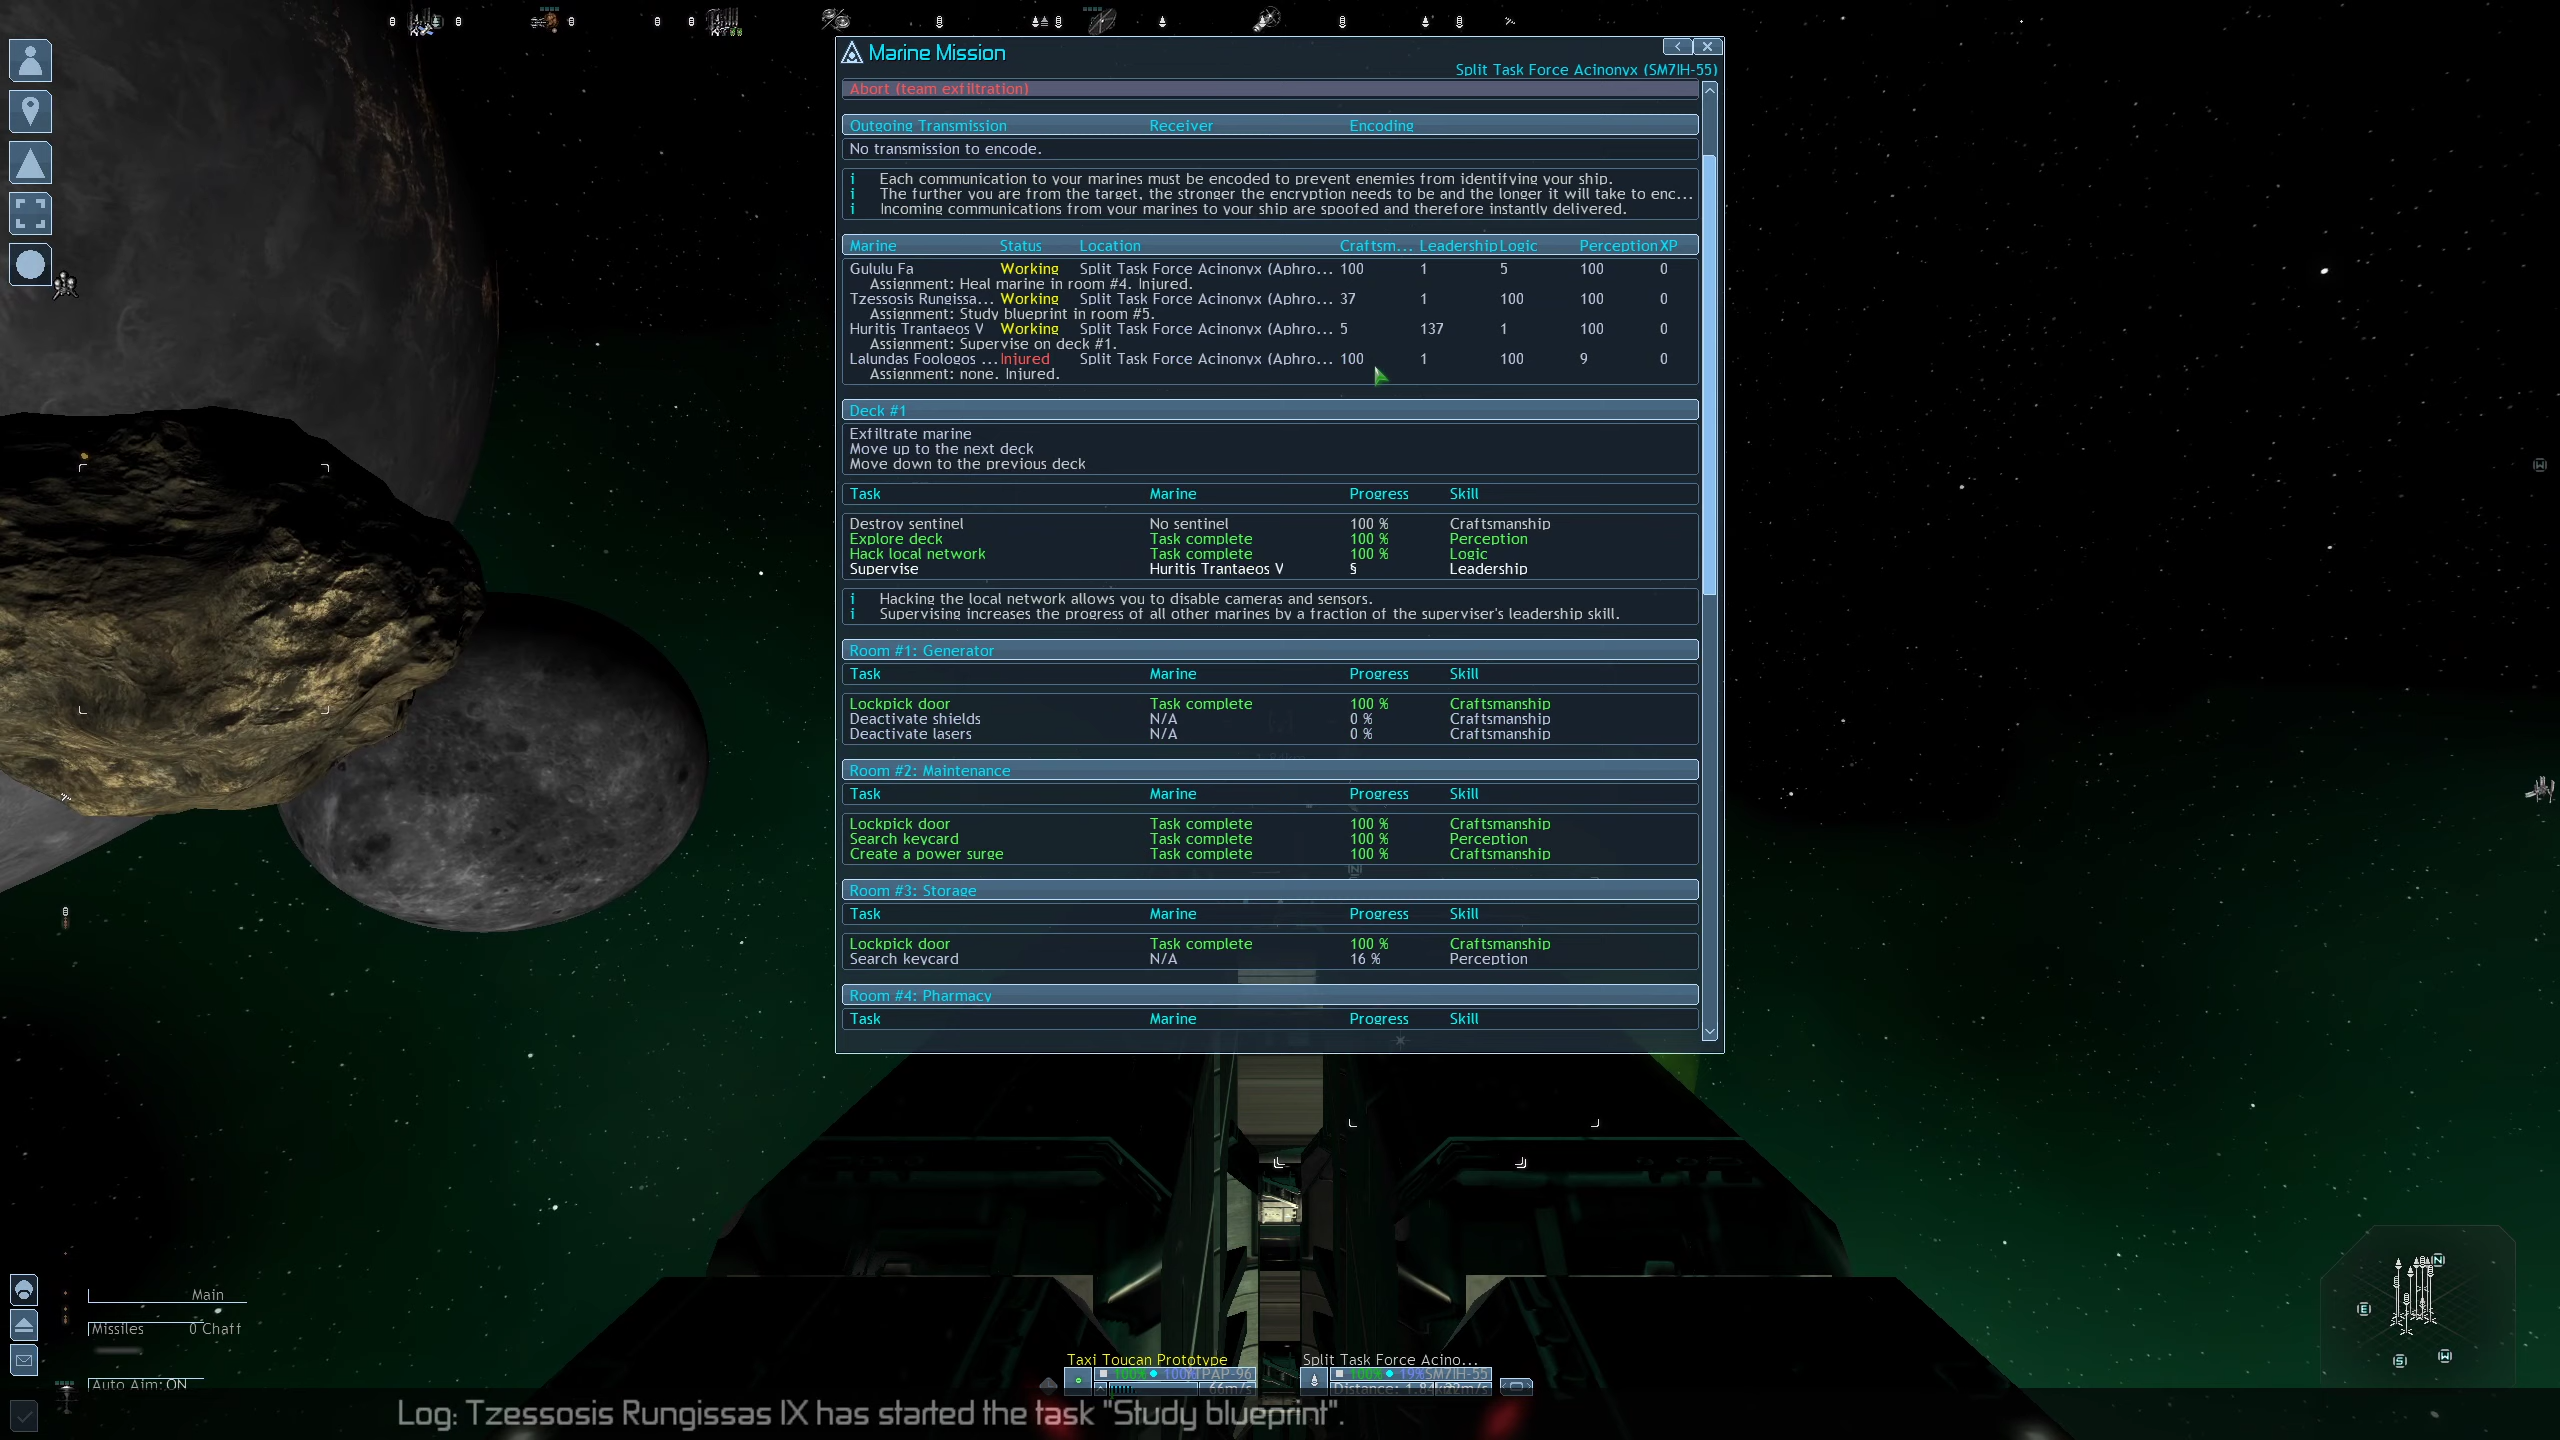 Marine Mission
Split Task Force Acinonyx (SM7IH-55)
Abort (team exfiltration)
Outgoing Transmission Receiver Encoding
No transmission to encode.
i Each communication to your marines must be encoded to prevent enemies from identifying your ship.
i The further you are from the target, the stronger the encryption needs to be and the longer it will take to enc...
i Incoming communications from your marines to your ship are spoofed and therefore instantly delivered.
Marine Status Location Craftsm... Leadership Logic Perception XP
Gululu Fa Working Split Task Force Acinonyx (Aphro... 100 1 5 100 0
Assignment: Heal marine in room #4. Injured.
Tzessosis Rungissa... Working Split Task Force Acinonyx (Aphro... 37 1 100 100 0
Assignment: Study blueprint in room #5.
Huritis Trantaeos V Working Split Task Force Acinonyx (Aphro... 5 137 1 100 0
Assignment: Supervise on deck #1.
Lalundas Foologos ... Injured Split Task Force Acinonyx (Aphro... 100 1 100 9 0
Assignment: none. Injured.
Deck #1
Exfiltrate marine
Move up to the next deck
Move down to the previous deck
Task Marine Progress Skill
Destroy sentinel No sentinel 100 % Craftsmanship
Explore deck Task complete 100 % Perception
Hack local network Task complete 100 % Logic
Supervise Huritis Trantaeos V § Leadership
i Hacking the local network allows you to disable cameras and sensors.
i Supervising increases the progress of all other marines by a fraction of the superviser's leadership skill.
Room #1: Generator
Task Marine Progress Skill
Lockpick door Task complete 100 % Craftsmanship
Deactivate shields N/A 0 % Craftsmanship
Deactivate lasers N/A 0 % Craftsmanship
Room #2: Maintenance
Task Marine Progress Skill
Lockpick door Task complete 100 % Craftsmanship
Search keycard Task complete 100 % Perception
Create a power surge Task complete 100 % Craftsmanship
Room #3: Storage
Task Marine Progress Skill
Lockpick door Task complete 100 % Craftsmanship
Search keycard N/A 16 % Perception
Room #4: Pharmacy
Task Marine Progress Skill
Main
Missiles 0 Chaff
Auto Aim: ON
Taxi Toucan Prototype
100% 100% PAP-96
66m/s
Split Task Force Acino...
100% 19% SM7IH-55
N
E
S
W
Log: Tzessosis Rungissas IX has started the task "Study blueprint".